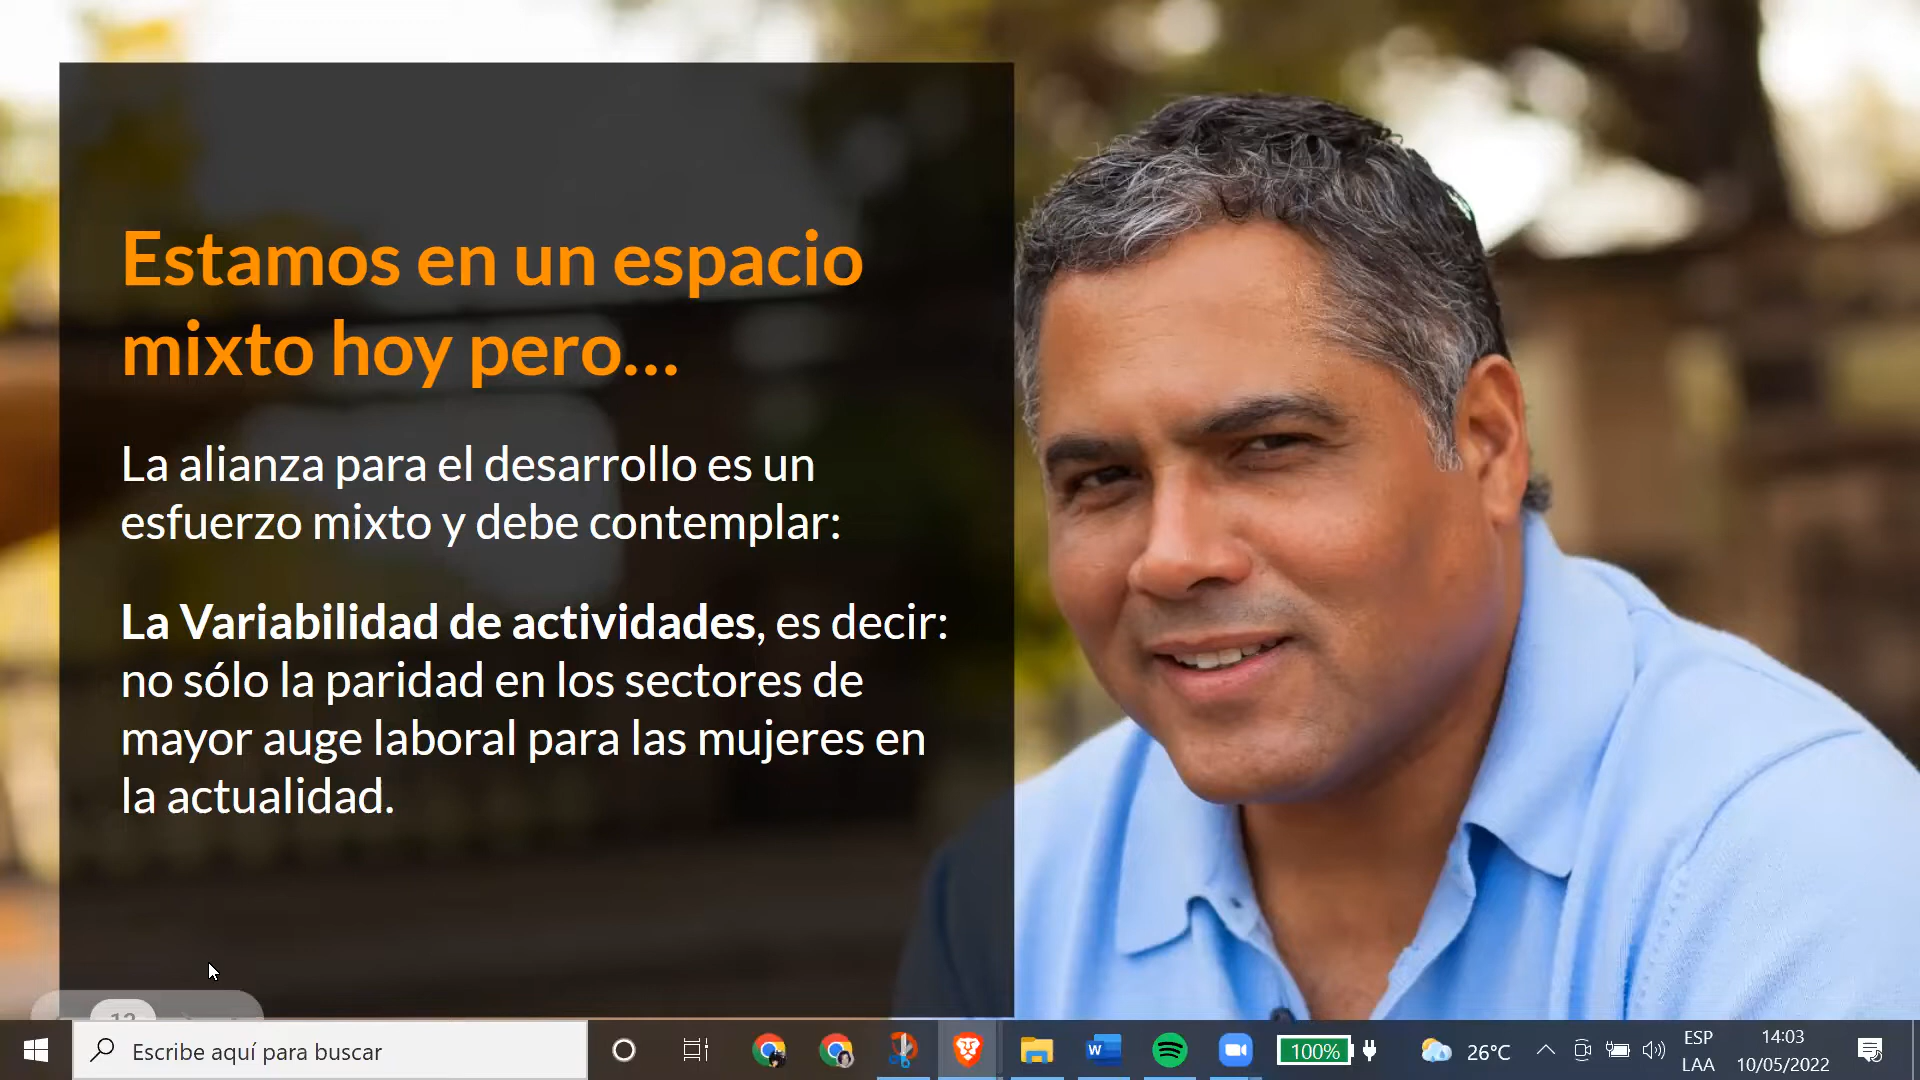 Estamos en un espacio
mixto hoy pero...
La alianza para el desarrollo es un
esfuerzo mixto y debe contemplar:
La Variabilidad de actividades, es decir:
no sólo la paridad en los sectores de
mayor auge laboral para las mujeres en
la actualidad.
Escribe aquí para buscar
W
100%
26°C
ESP
LAA
14:03
10/05/2022